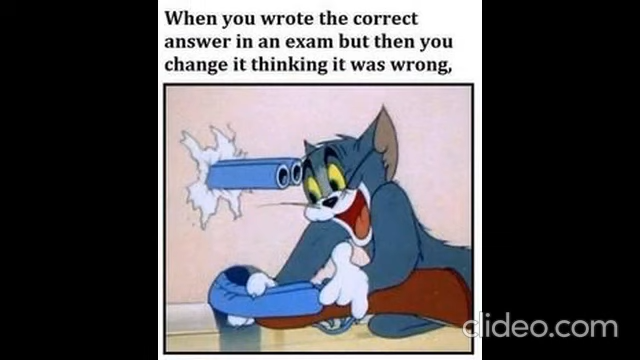 When you wrote the correct
answer in an exam but then you
change it thinking it was wrong,
clideo.com